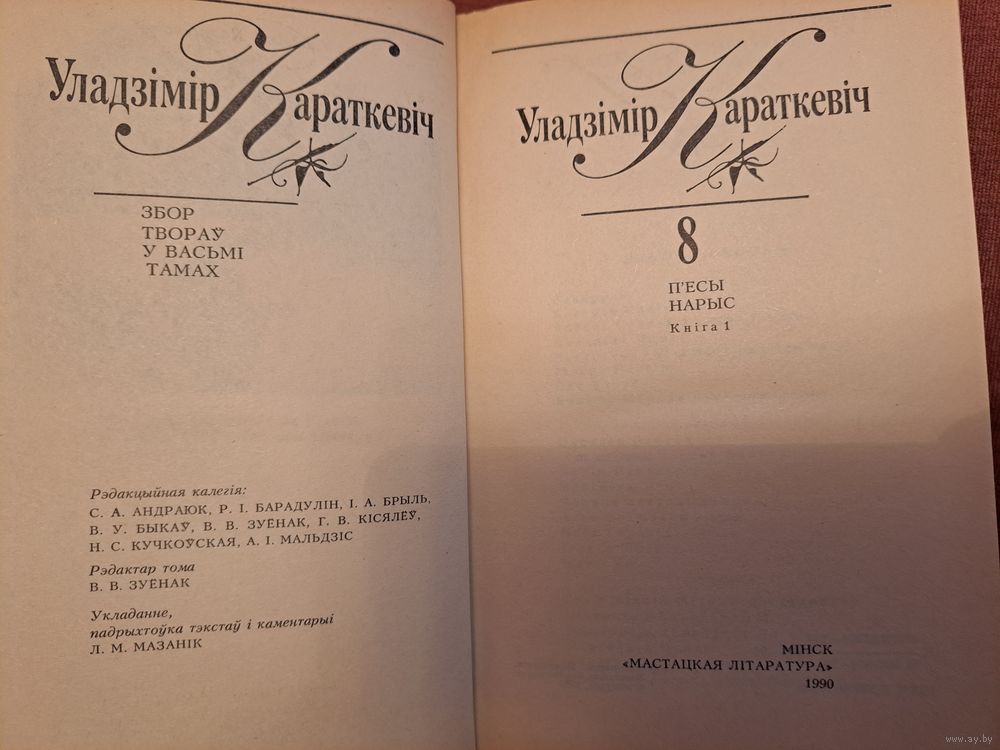 Уладзімір Караткевіч
ЗБОР
ТВОРАЎ
У ВАСЬМІ
ТАМАХ
Рэдакцыйная калегія:
С. А. АНДРАЮК, Р. І. БАРАДУЛІН, І. А. БРЫЛЬ,
В. У. БЫКАЎ, В. В. ЗУЁНАК, Г. В. КІСЯЛЁЎ,
Н. С. КУЧКОЎСКАЯ, А. І. МАЛЬДЗІС
Рэдактар тома
В. В. ЗУЁНАК
Укладанне,
падрыхтоўка тэкстаў і каментарыі
Л. М. МАЗАНІК
Уладзімір Караткевіч
8
П'ЕСЫ
НАРЫС
Кніга 1
МІНСК
«МАСТАЦКАЯ ЛІТАРАТУРА»
1990
www.ay.by